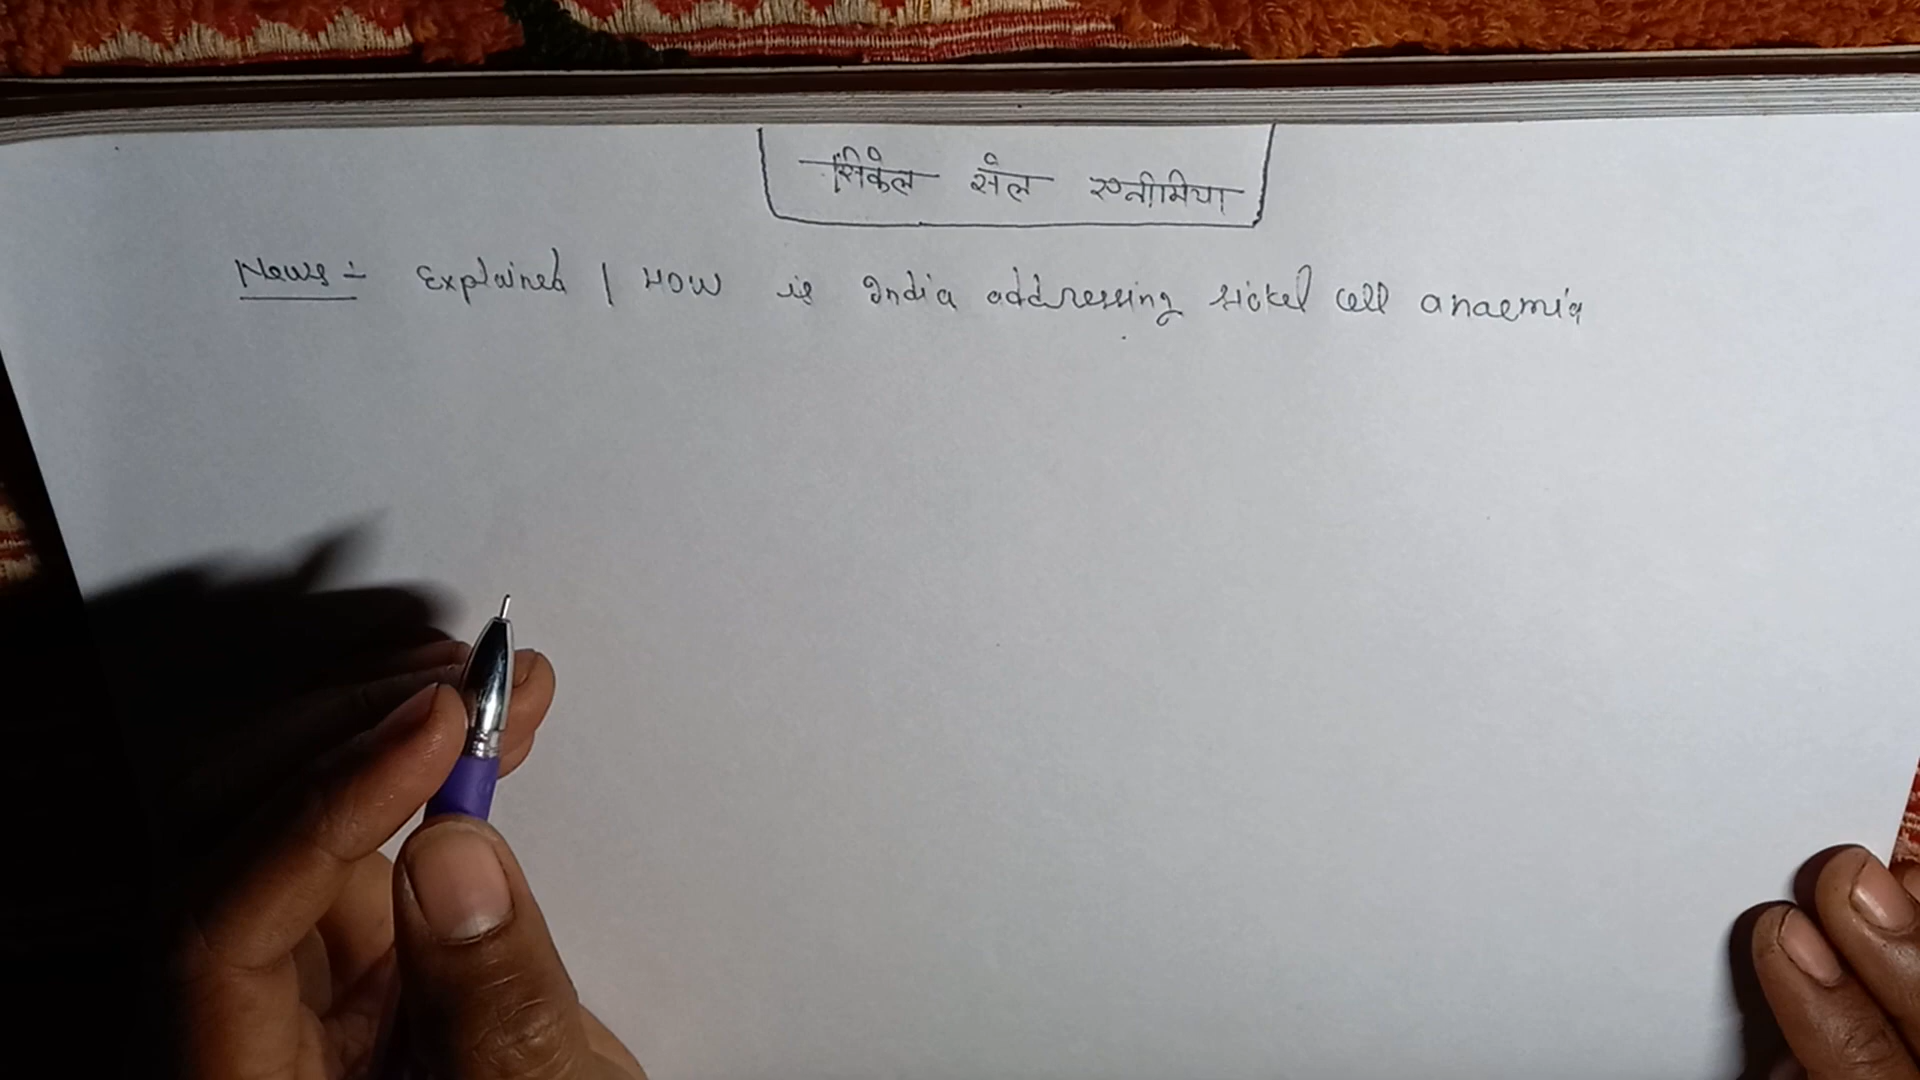 सिकेल सेल एनीमिया
News :- Explained | How is India addressing sickel cell anaemia